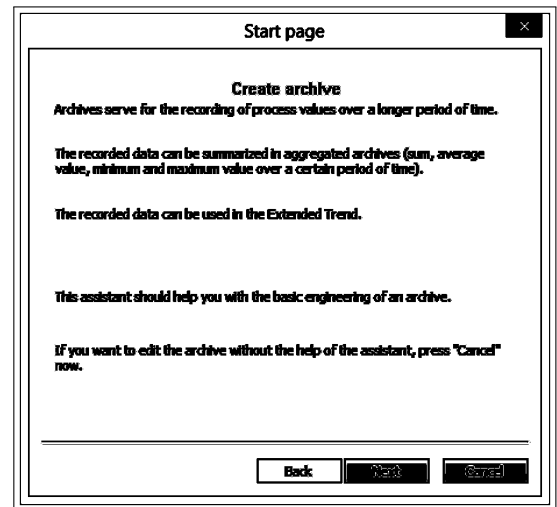 Start page
Create archive
Archives serve for the recording of process values over a longer period of time.
The recorded data can be summarized in aggregated archives (sum, average
value, minimum and maximum value over a certain period of time).
The recorded data can be used in the Extended Trend.
This assistant should help you with the basic engineering of an archive.
If you want to edit the archive without the help of the assistant, press "Cancel"
now.
Back Next Cancel